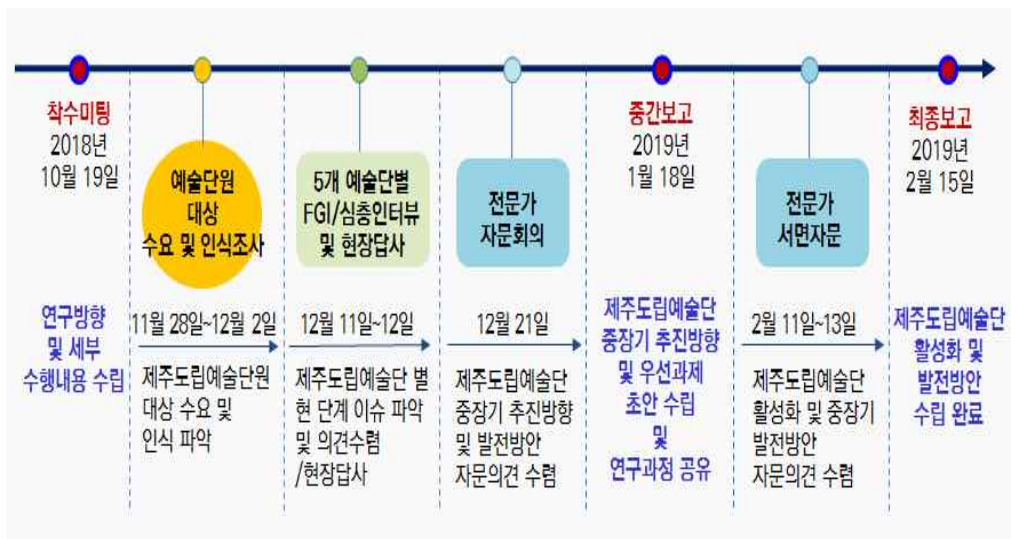 착수미팅
2018년
10월 19일
연구방향
및 세부
수행내용 수립
예술단원
대상
수요 및 인식조사
11월 28일~12월 2일
제주도립예술단원
대상 수요 및
인식 파악
5개 예술단별
FGI/심층인터뷰
및 현장답사
12월 11일~12일
제주도립예술단 별
현 단계 이슈 파악
및 의견수렴
/현장답사
전문가
자문회의
12월 21일
제주도립예술단
중장기 추진방향
및 발전방안
자문의견 수렴
중간보고
2019년
1월 18일
제주도립예술단
중장기 추진방향
및 우선과제
초안 수립
및
연구과정 공유
전문가
서면자문
2월 11일~13일
제주도립예술단
활성화 및 중장기
발전방안
자문의견 수렴
최종보고
2019년
2월 15일
제주도립예술단
활성화 및
발전방안
수립 완료